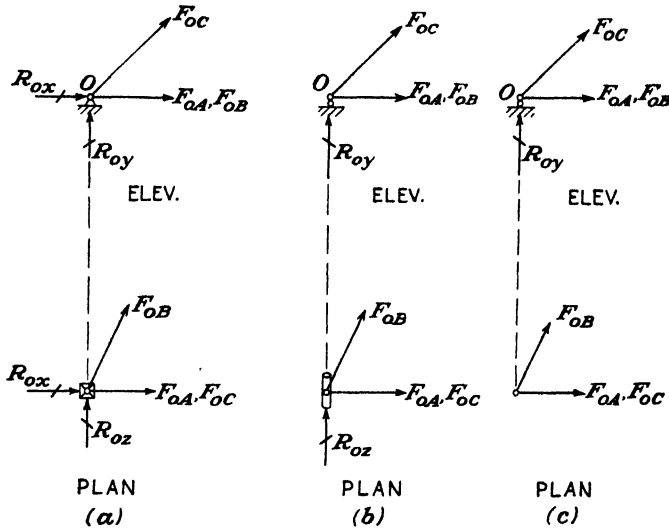 F_OC F_OC F_OC
R_ox O O O
F_OA, F_OB F_OA, F_OB F_OA, F_OB
R_oy R_oy R_oy
ELEV. ELEV. ELEV.
F_OB F_OB F_OB
R_ox F_OA, F_OC F_OA, F_OC F_OA, F_OC
R_oz R_oz
PLAN PLAN PLAN
(a) (b) (c)